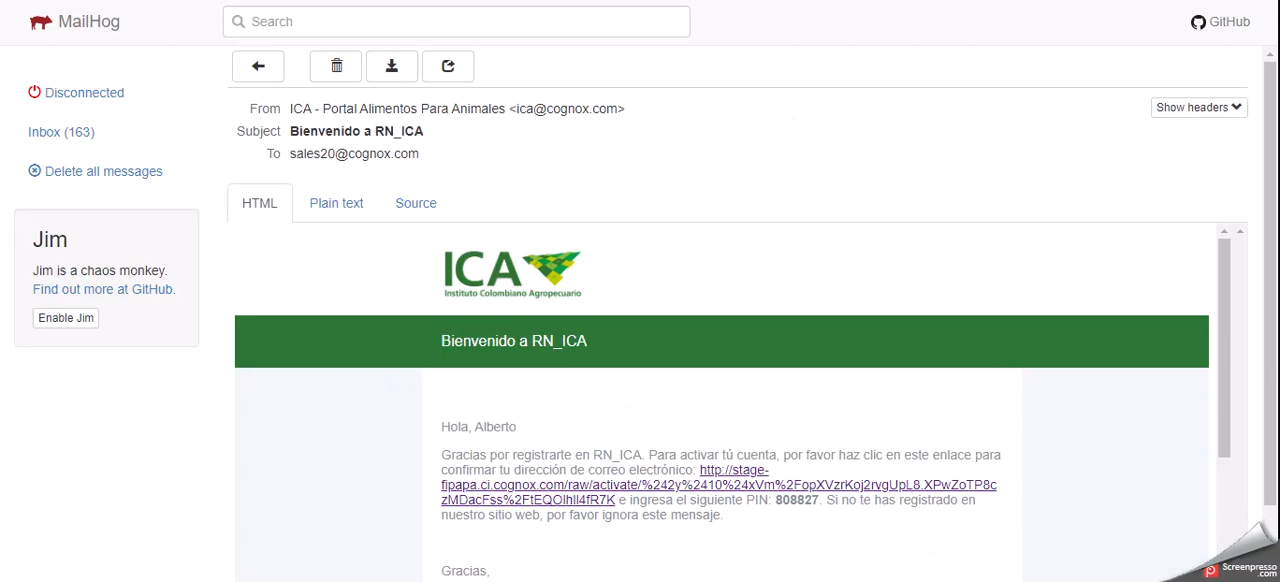 MailHog
Search
GitHub
Disconnected
Inbox (163)
Delete all messages
Jim
Jim is a chaos monkey.
Find out more at GitHub.
Enable Jim
From ICA - Portal Alimentos Para Animales <ica@cognox.com>
Show headers
Subject Bienvenido a RN_ICA
To sales20@cognox.com
HTML Plain text Source
ICA
Instituto Colombiano Agropecuario
Bienvenido a RN_ICA
Hola, Alberto
Gracias por registrarte en RN_ICA. Para activar tú cuenta, por favor haz clic en este enlace para
confirmar tu dirección de correo electrónico: http://stage-
fipapa.ci.cognox.com/raw/activate/%242y%2410%24xVm%2FopXVzrKoj2rvgUpL8.XPwZoTP8c
zMDacFss%2FtEQOlhll4fR7K e ingresa el siguiente PIN: 808827. Si no te has registrado en
nuestro sitio web, por favor ignora este mensaje.
Gracias,
Screenpresso
.com